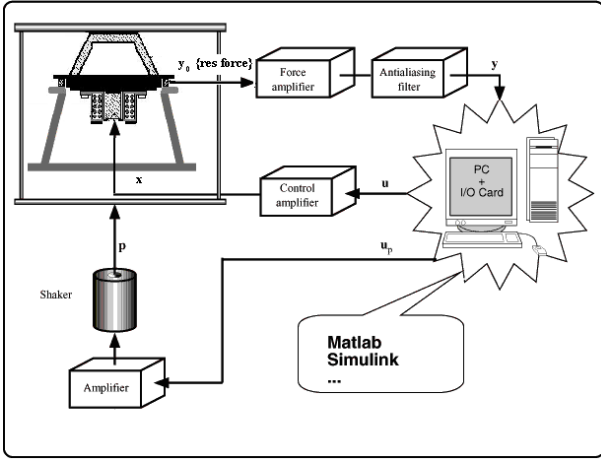 y₀ {res force}
Force
amplifier
Antialiasing
filter
y
PC
+
I/O Card
x
Control
amplifier
u
p
uₚ
Shaker
Matlab
Simulink
...
Amplifier